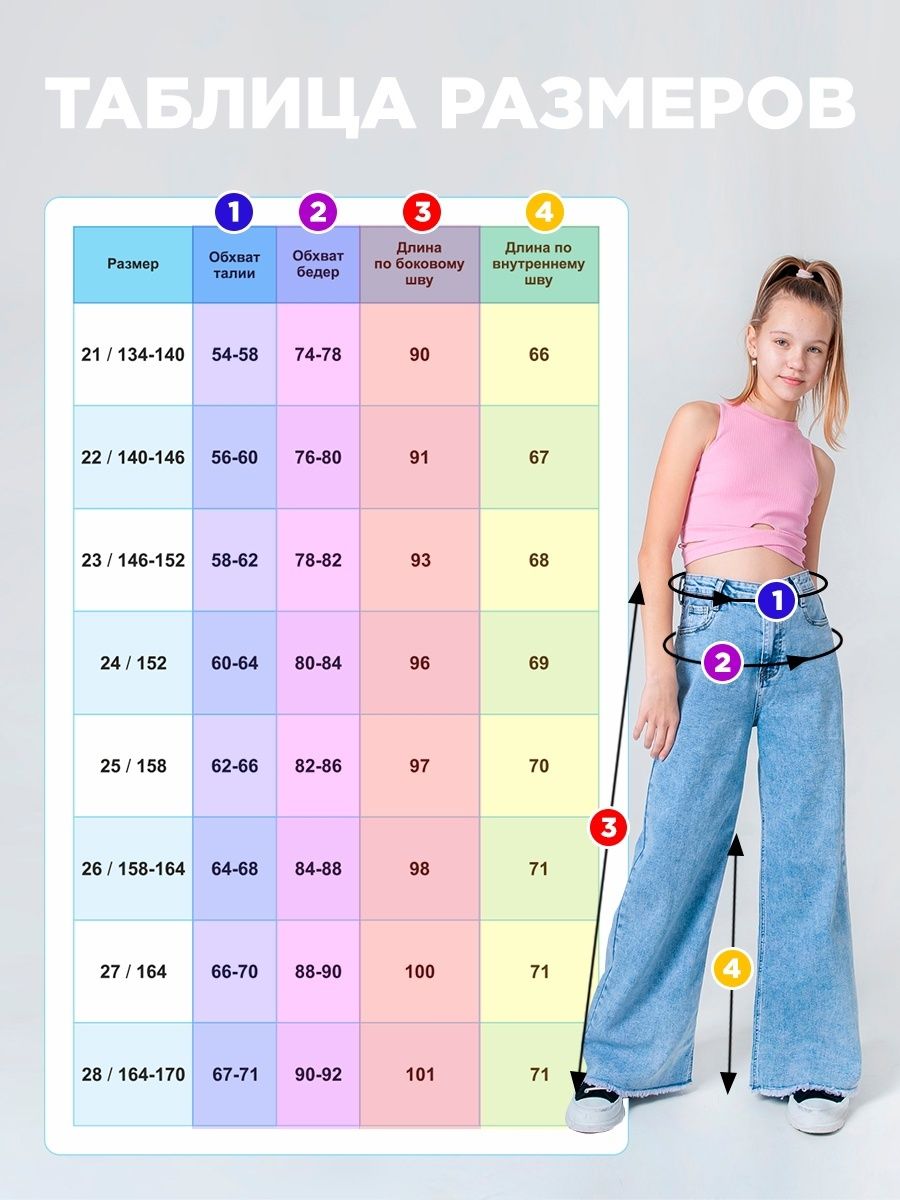 ТАБЛИЦА РАЗМЕРОВ
1 2 3 4
Размер
Обхват
талии
Обхват
бедер
Длина
по боковому
шву
Длина по
внутреннему
шву
21 / 134-140 54-58 74-78 90 66
22 / 140-146 56-60 76-80 91 67
23 / 146-152 58-62 78-82 93 68
24 / 152 60-64 80-84 96 69
25 / 158 62-66 82-86 97 70
26 / 158-164 64-68 84-88 98 71
27 / 164 66-70 88-90 100 71
28 / 164-170 67-71 90-92 101 71
1
2
3
4